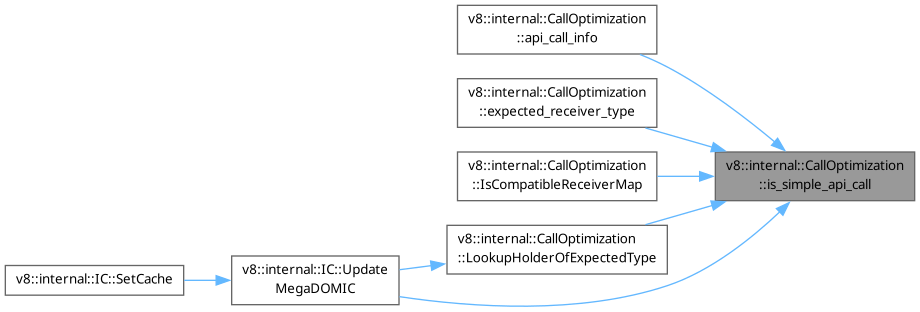 v8::internal::CallOptimization
::api_call_info
v8::internal::CallOptimization
::expected_receiver_type
v8::internal::CallOptimization
::IsCompatibleReceiverMap
v8::internal::CallOptimization
::is_simple_api_call
v8::internal::CallOptimization
::LookupHolderOfExpectedType
v8::internal::IC::Update
MegaDOMIC
v8::internal::IC::SetCache